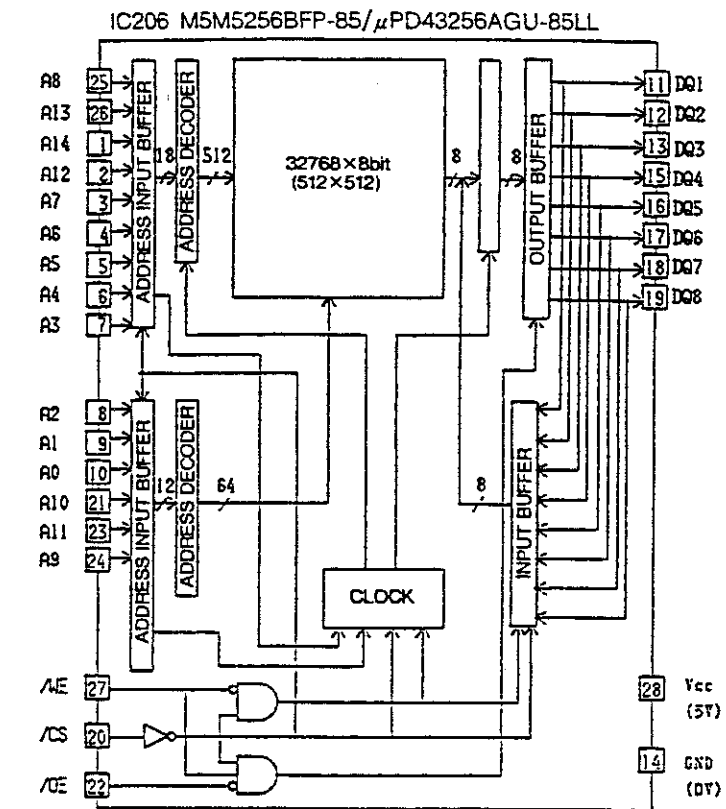 IC206 M5M5256BFP-85/μPD43256AGU-85LL
A8 25
A13 26
A14 1
A12 2
A7 3
A6 4
A5 5
A4 6
A3 7
ADDRESS INPUT BUFFER
18
ADDRESS DECODER
512
32768×8bit
(512×512)
8
8
OUTPUT BUFFER
11 DQ1
12 DQ2
13 DQ3
15 DQ4
16 DQ5
17 DQ6
18 DQ7
19 DQ8
A2 8
A1 9
A0 10
A10 21
A11 23
A9 24
ADDRESS INPUT BUFFER
12
ADDRESS DECODER
64
8
INPUT BUFFER
CLOCK
/WE 27
/CS 20
/OE 22
28 Vcc
(5V)
14 GND
(0V)